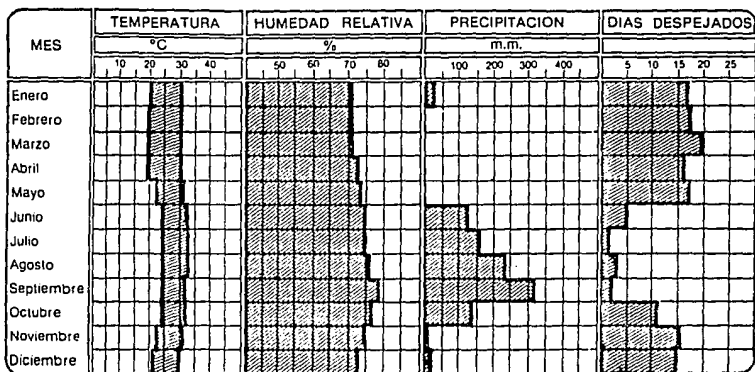 MES TEMPERATURA HUMEDAD RELATIVA PRECIPITACION DIAS DESPEJADOS
°C % m.m.
10 20 30 40 50 60 70 80 100 200 300 400 5 10 15 20 25
Enero
Febrero
Marzo
Abril
Mayo
Junio
Julio
Agosto
Septiembre
Octubre
Noviembre
Diciembre